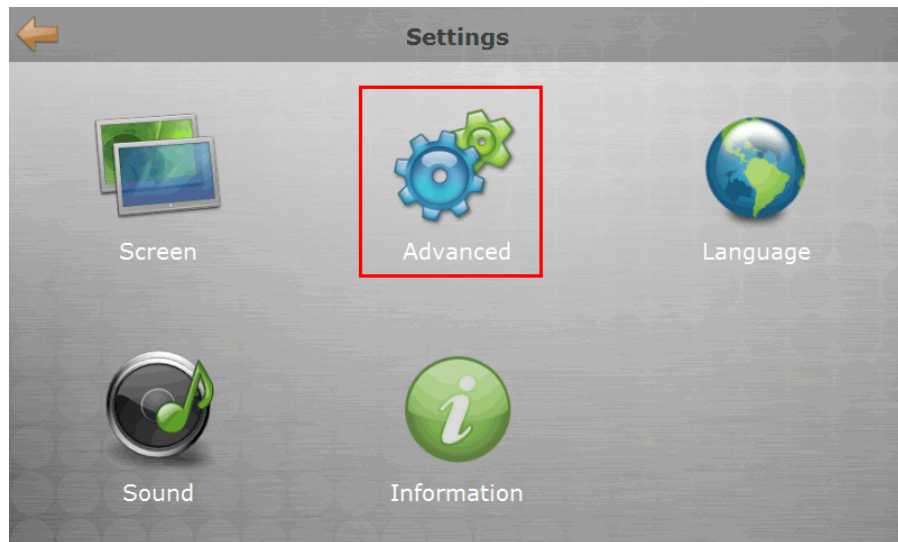 Settings
Screen
Advanced
Language
Sound
Information